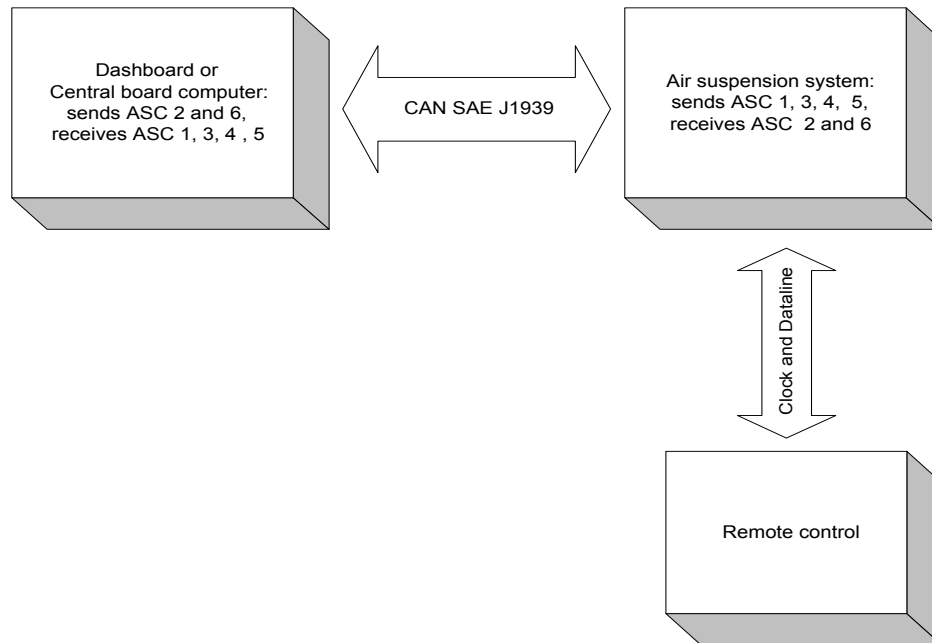 Dashboard or
Central board computer:
sends ASC 2 and 6,
receives ASC 1, 3, 4 , 5
CAN SAE J1939
Air suspension system:
sends ASC 1, 3, 4, 5,
receives ASC 2 and 6
Clock and Dataline
Remote control